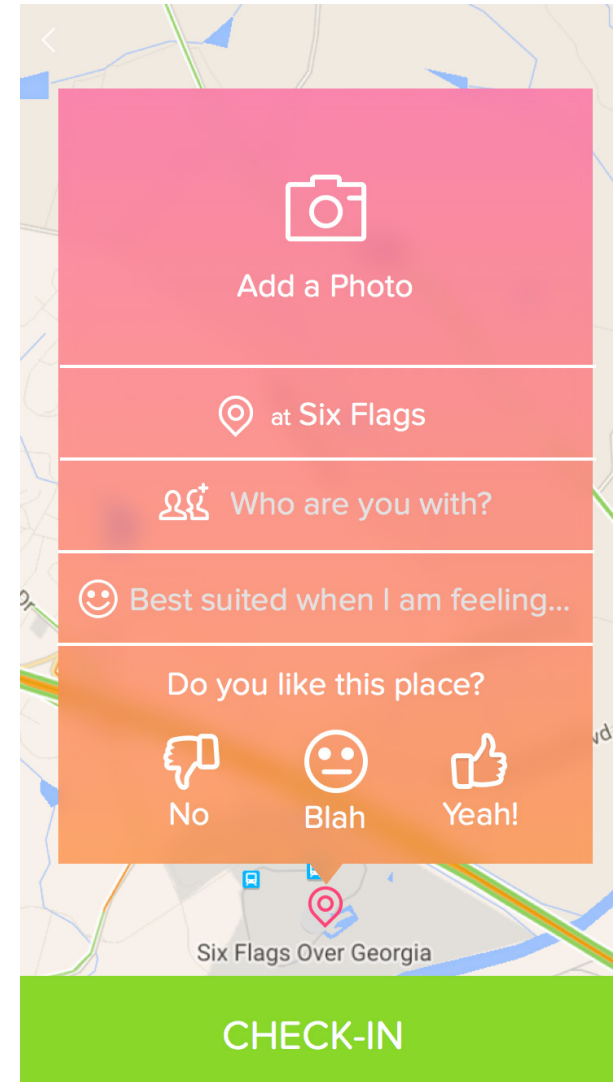 Add a Photo
at Six Flags
Who are you with?
Best suited when I am feeling...
Do you like this place?
No Blah Yeah!
Six Flags Over Georgia
CHECK-IN